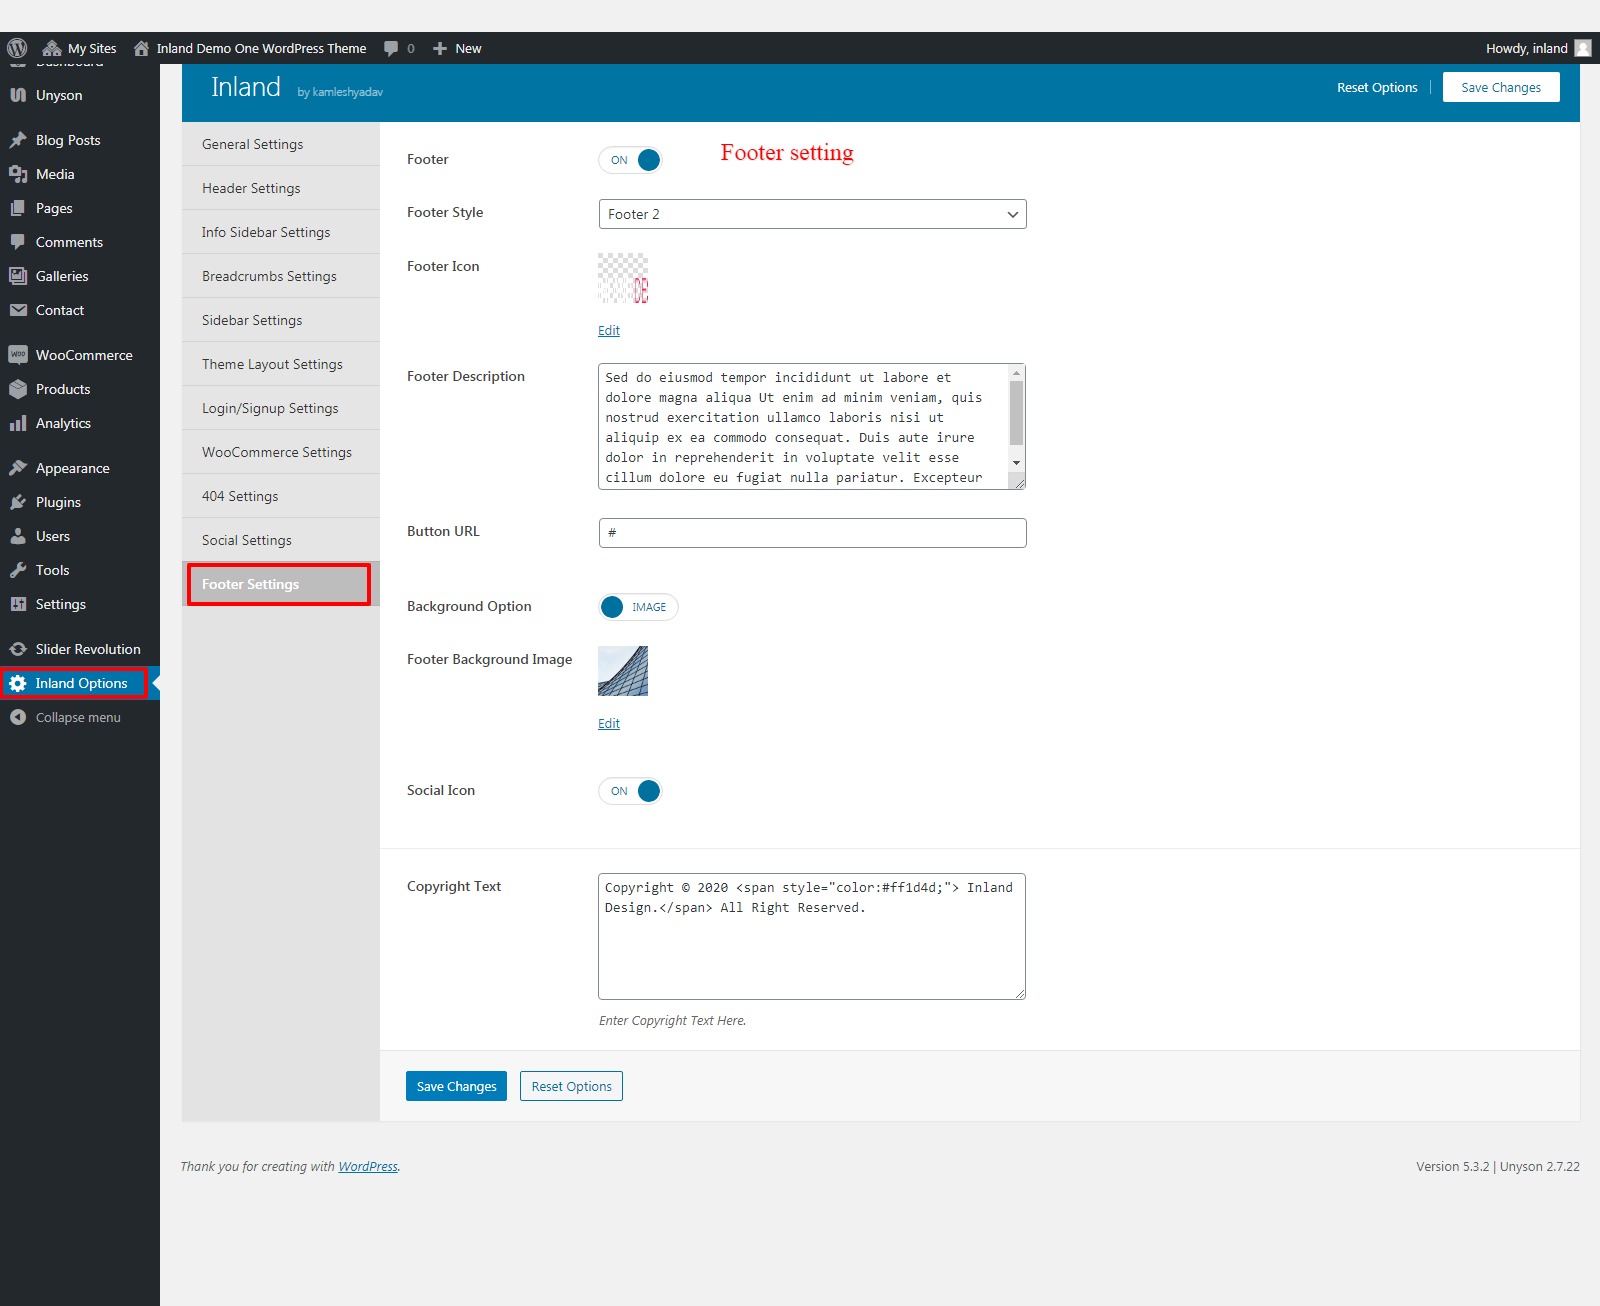 My Sites
Inland Demo One WordPress Theme
0
New
Howdy, inland
Dashboard
Unyson
Blog Posts
Media
Pages
Comments
Galleries
Contact
WooCommerce
Products
Analytics
Appearance
Plugins
Users
Tools
Settings
Slider Revolution
Inland Options
Collapse menu
Inland by kamleshyadav
Reset Options
Save Changes
General Settings
Header Settings
Info Sidebar Settings
Breadcrumbs Settings
Sidebar Settings
Theme Layout Settings
Login/Signup Settings
WooCommerce Settings
404 Settings
Social Settings
Footer Settings
Footer
ON
Footer setting
Footer Style
Footer 2
Footer Icon
DE
Edit
Footer Description
Sed do eiusmod tempor incididunt ut labore et
dolore magna aliqua Ut enim ad minim veniam, quis
nostrud exercitation ullamco laboris nisi ut
aliquip ex ea commodo consequat. Duis aute irure
dolor in reprehenderit in voluptate velit esse
cillum dolore eu fugiat nulla pariatur. Excepteur
Button URL
#
Background Option
IMAGE
Footer Background Image
Edit
Social Icon
ON
Copyright Text
Copyright © 2020 <span style="color:#ff1d4d;"> Inland
Design.</span> All Right Reserved.
Enter Copyright Text Here.
Save Changes
Reset Options
Thank you for creating with WordPress.
Version 5.3.2 | Unyson 2.7.22